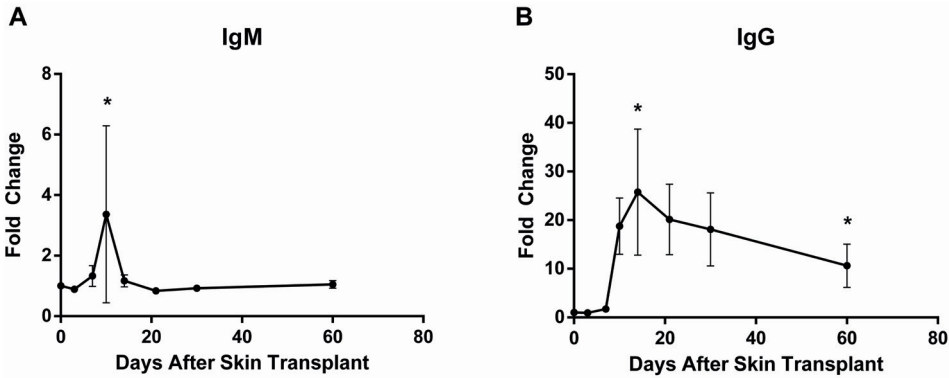 A
IgM
Fold Change
8
6
4
2
0
*
0 20 40 60 80
Days After Skin Transplant
B
IgG
Fold Change
50
40
30
20
10
0
*
*
0 20 40 60 80
Days After Skin Transplant